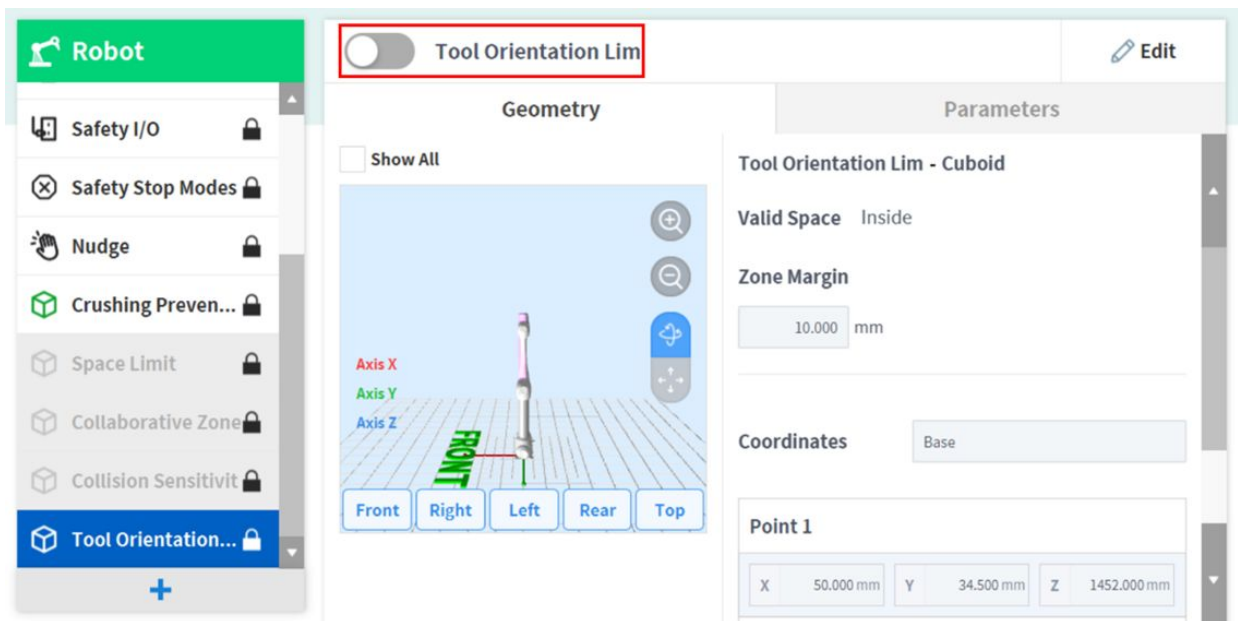 Robot
Safety I/O
Safety Stop Modes
Nudge
Crushing Preven...
Space Limit
Collaborative Zone
Collision Sensitivit
Tool Orientation...
+
Tool Orientation Lim
Edit
Geometry
Parameters
Show All
Axis X
Axis Y
Axis Z
FRONT
Front Right Left Rear Top
Tool Orientation Lim - Cuboid
Valid Space Inside
Zone Margin
10.000 mm
Coordinates Base
Point 1
X 50.000 mm Y 34.500 mm Z 1452.000 mm